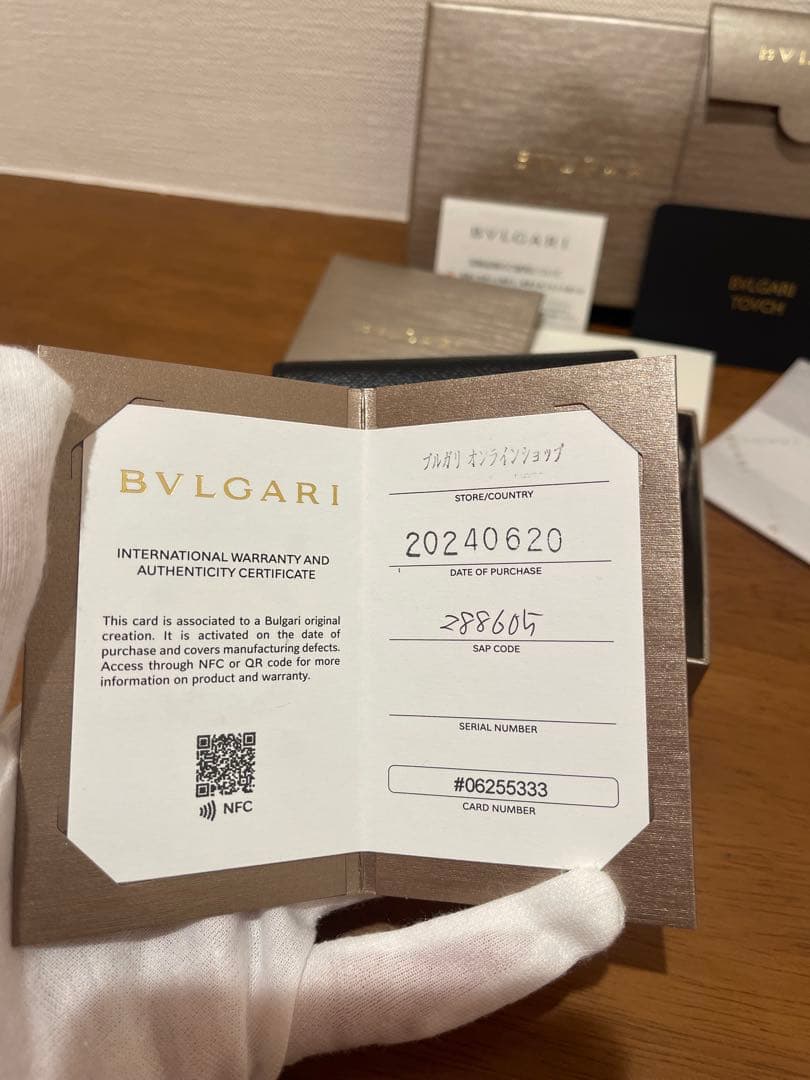 BVLGARI
BVLGARI
BVLGARI
TOUCH
BVLGARI
INTERNATIONAL WARRANTY AND
AUTHENTICITY CERTIFICATE
This card is associated to a Bulgari original
creation. It is activated on the date of
purchase and covers manufacturing defects.
Access through NFC or QR code for more
information on product and warranty.
NFC
ブルガリ オンラインショップ
STORE/COUNTRY
20240620
DATE OF PURCHASE
288605
SAP CODE
SERIAL NUMBER
#06255333
CARD NUMBER